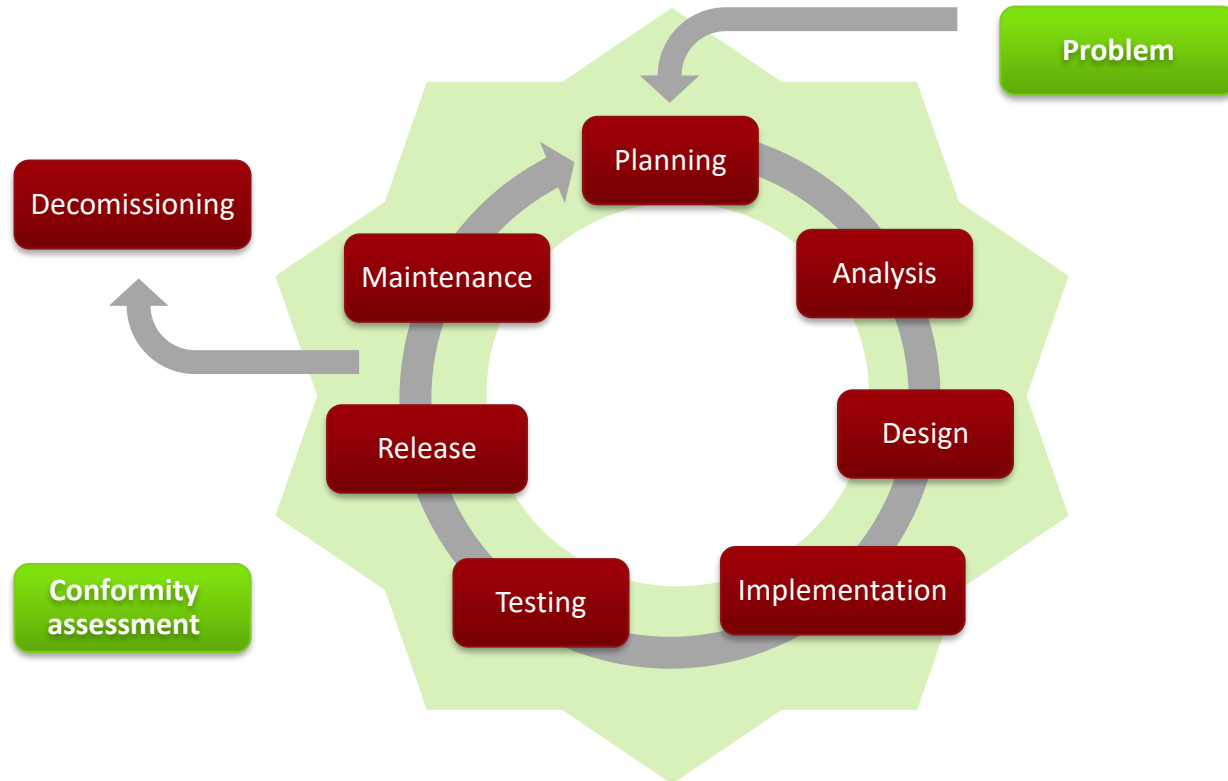 Problem
Planning
Decomissioning
Analysis
Maintenance
Design
Release
Implementation
Testing
Conformity
assessment